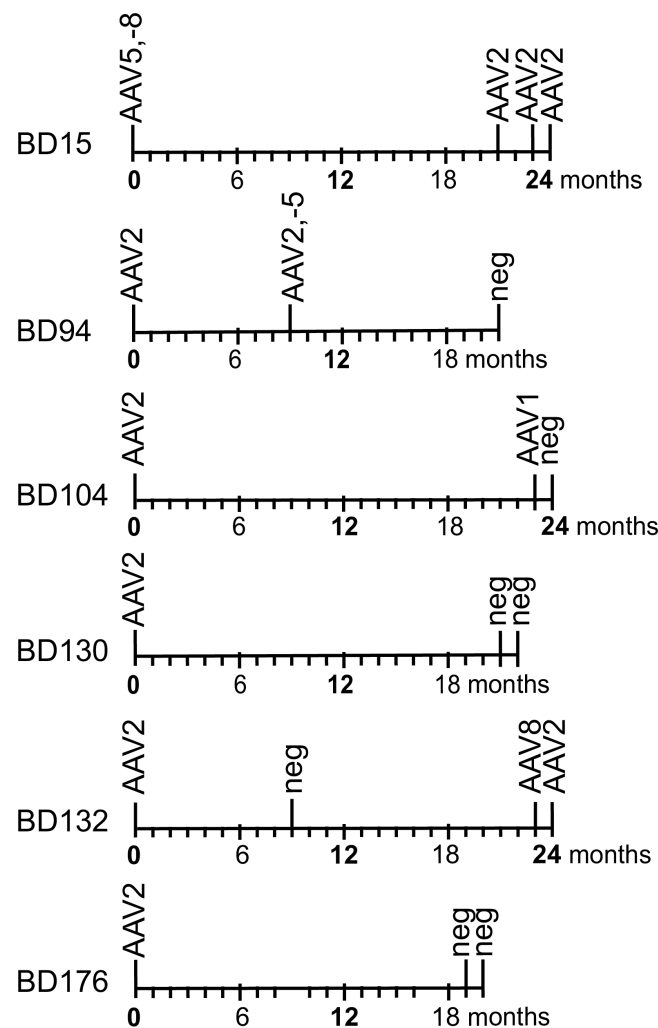 AAV5,-8 AAV2 AAV2 AAV2
BD15
0 6 12 18 24 months
AAV2 AAV2,-5 neg
BD94
0 6 12 18 months
AAV2 AAV1 neg
BD104
0 6 12 18 24 months
AAV2 neg neg
BD130
0 6 12 18 months
AAV2 neg AAV8 AAV2
BD132
0 6 12 18 24 months
AAV2 neg neg
BD176
0 6 12 18 months